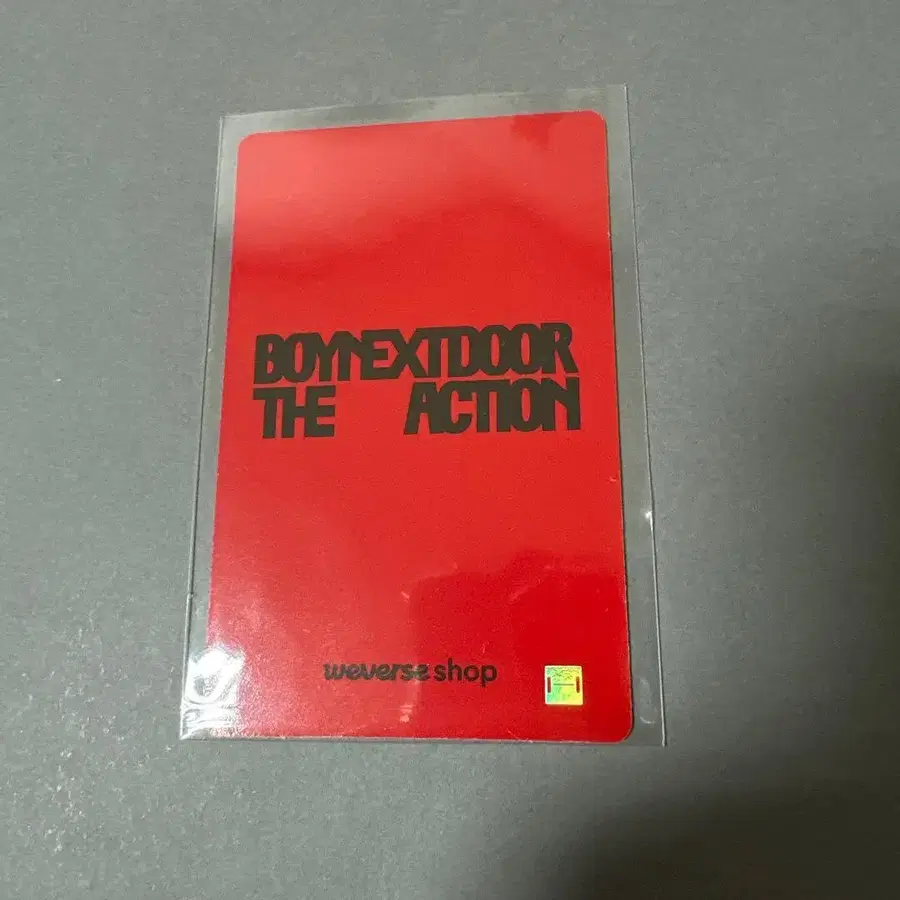 BOYNEXTDOOR
THE ACTION
weverse shop